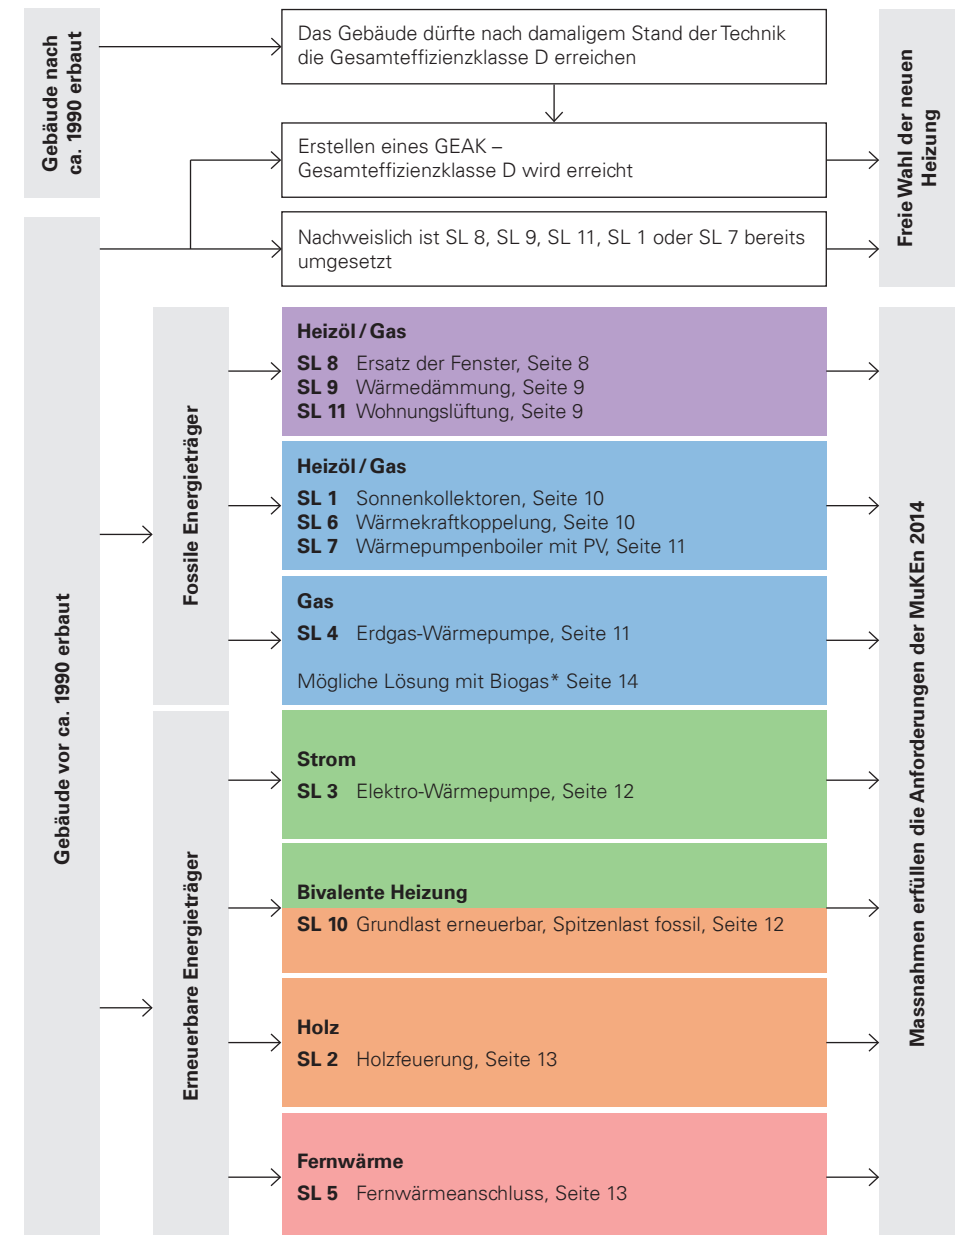 Gebäude nach
ca. 1990 erbaut
Das Gebäude dürfte nach damaligem Stand der Technik
die Gesamteffizienzklasse D erreichen
Erstellen eines GEAK –
Gesamteffizienzklasse D wird erreicht
Nachweislich ist SL 8, SL 9, SL 11, SL 1 oder SL 7 bereits
umgesetzt
Freie Wahl der neuen
Heizung
Gebäude vor ca. 1990 erbaut
Fossile Energieträger
Heizöl / Gas
SL 8 Ersatz der Fenster, Seite 8
SL 9 Wärmedämmung, Seite 9
SL 11 Wohnungslüftung, Seite 9
Heizöl / Gas
SL 1 Sonnenkollektoren, Seite 10
SL 6 Wärmekraftkoppelung, Seite 10
SL 7 Wärmepumpenboiler mit PV, Seite 11
Gas
SL 4 Erdgas-Wärmepumpe, Seite 11
Mögliche Lösung mit Biogas* Seite 14
Erneuerbare Energieträger
Strom
SL 3 Elektro-Wärmepumpe, Seite 12
Bivalente Heizung
SL 10 Grundlast erneuerbar, Spitzenlast fossil, Seite 12
Holz
SL 2 Holzfeuerung, Seite 13
Fernwärme
SL 5 Fernwärmeanschluss, Seite 13
Massnahmen erfüllen die Anforderungen der MuKEn 2014